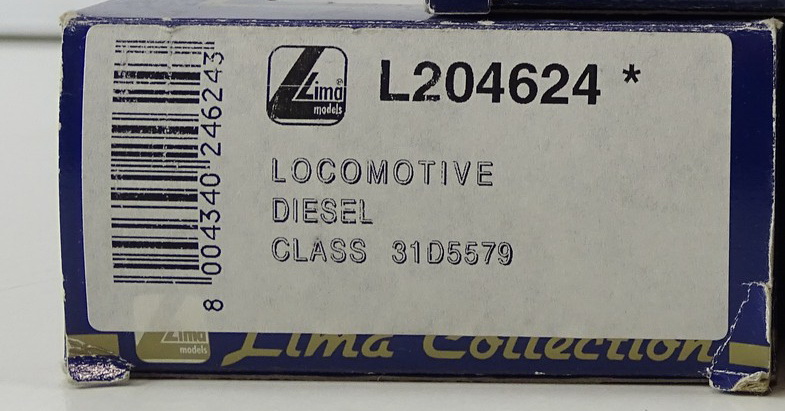 Lima®
models
L204624 *
LOCOMOTIVE
DIESEL
CLASS 31D5579
8 004340 246243
Lima
models
Lima Collection